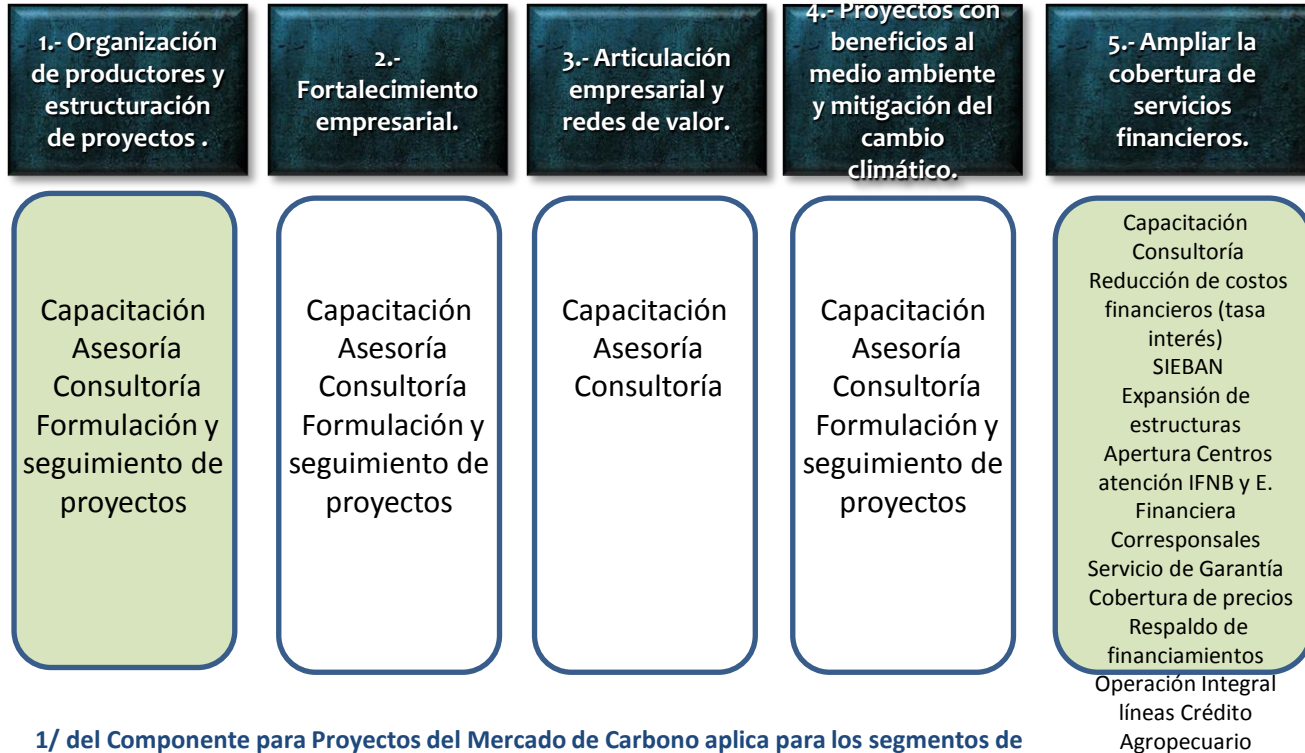 1.- Organización
de productores y
estructuración
de proyectos .
2.-
Fortalecimiento
empresarial.
3.- Articulación
empresarial y
redes de valor.
4.- Proyectos con
beneficios al
medio ambiente
y mitigación del
cambio
climático.
5.- Ampliar la
cobertura de
servicios
financieros.
Capacitación
Asesoría
Consultoría
Formulación y
seguimiento de
proyectos
Capacitación
Asesoría
Consultoría
Formulación y
seguimiento de
proyectos
Capacitación
Asesoría
Consultoría
Capacitación
Asesoría
Consultoría
Formulación y
seguimiento de
proyectos
Capacitación
Consultoría
Reducción de costos
financieros (tasa
interés)
SIEBAN
Expansión de
estructuras
Apertura Centros
atención IFNB y E.
Financiera
Corresponsales
Servicio de Garantía
Cobertura de precios
Respaldo de
financiamientos
Operación Integral
líneas Crédito
Agropecuario
1/ del Componente para Proyectos del Mercado de Carbono aplica para los segmentos de